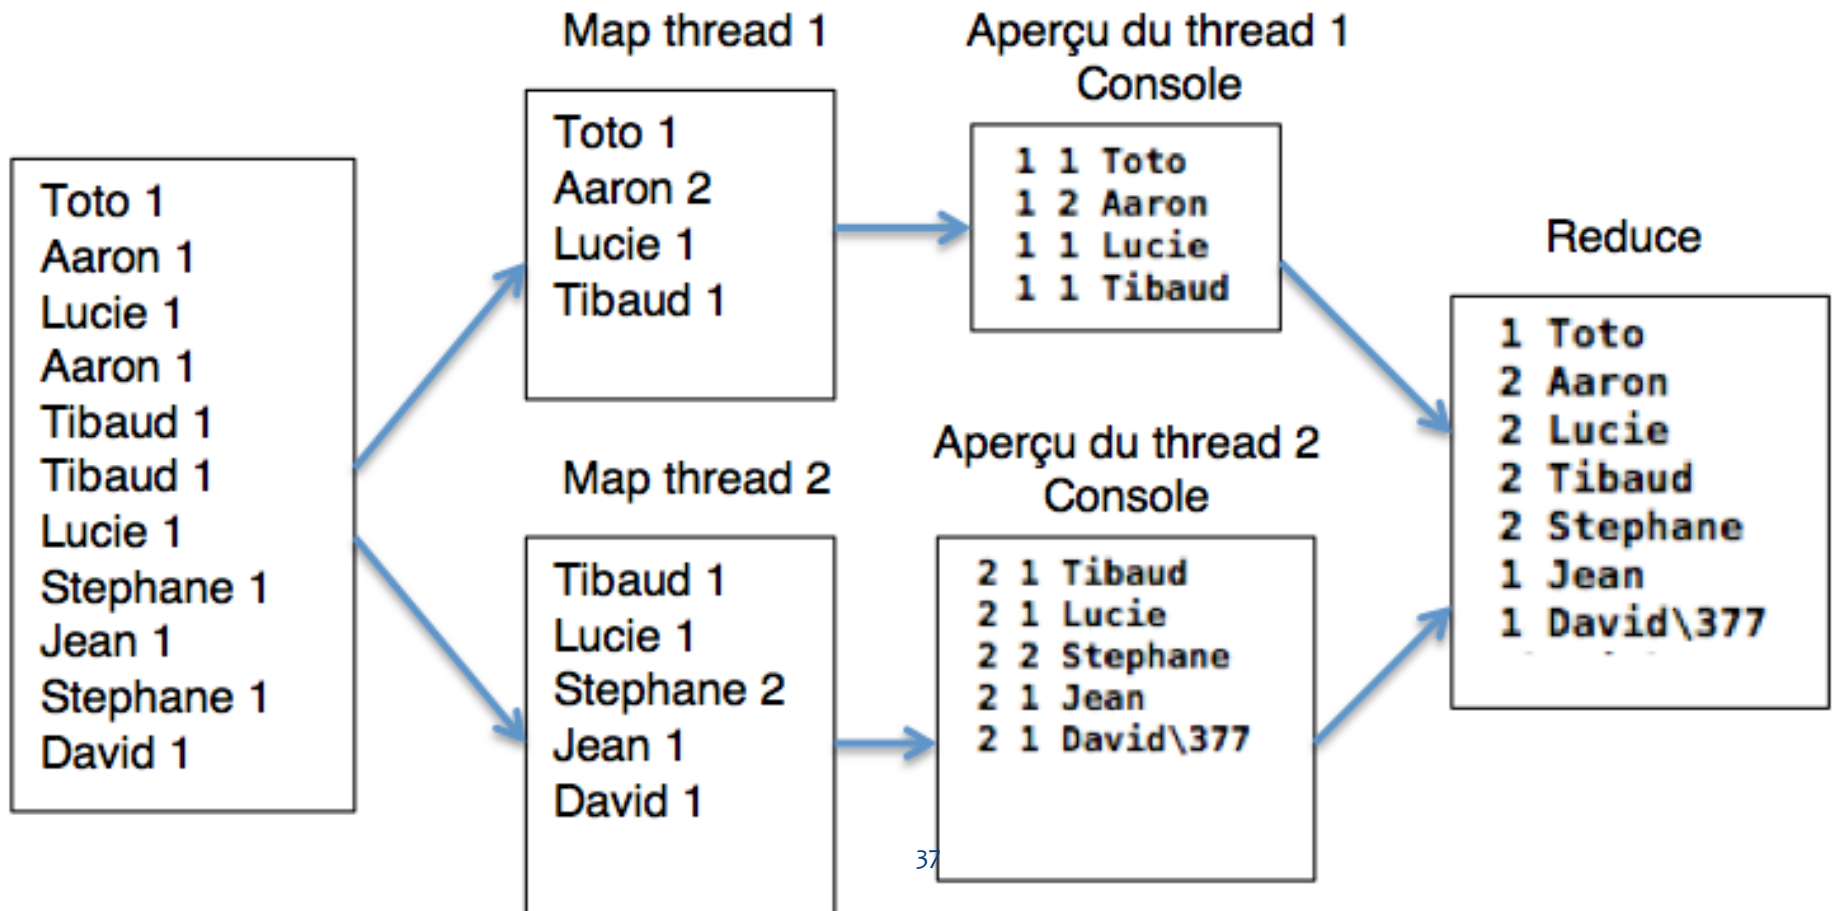 Toto 1
Aaron 1
Lucie 1
Aaron 1
Tibaud 1
Tibaud 1
Lucie 1
Stephane 1
Jean 1
Stephane 1
David 1
Map thread 1
Toto 1
Aaron 2
Lucie 1
Tibaud 1
Map thread 2
Tibaud 1
Lucie 1
Stephane 2
Jean 1
David 1
Aperçu du thread 1
Console
1 1 Toto
1 2 Aaron
1 1 Lucie
1 1 Tibaud
Aperçu du thread 2
Console
2 1 Tibaud
2 1 Lucie
2 2 Stephane
2 1 Jean
2 1 David\377
Reduce
1 Toto
2 Aaron
2 Lucie
2 Tibaud
2 Stephane
1 Jean
1 David\377
37